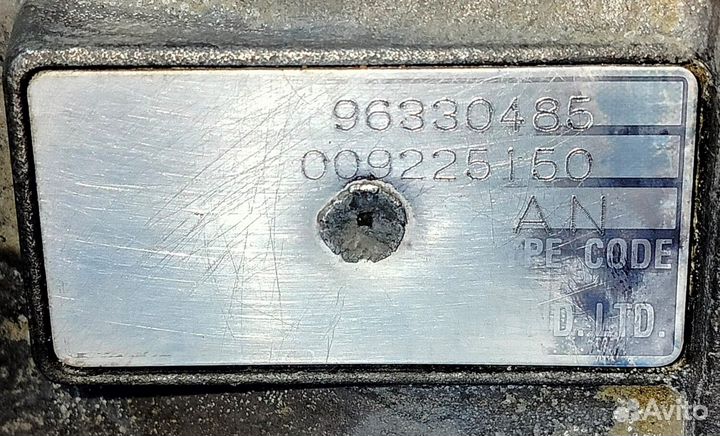 96330485
009225150
AN
PE CODE
D. LTD.
Avito